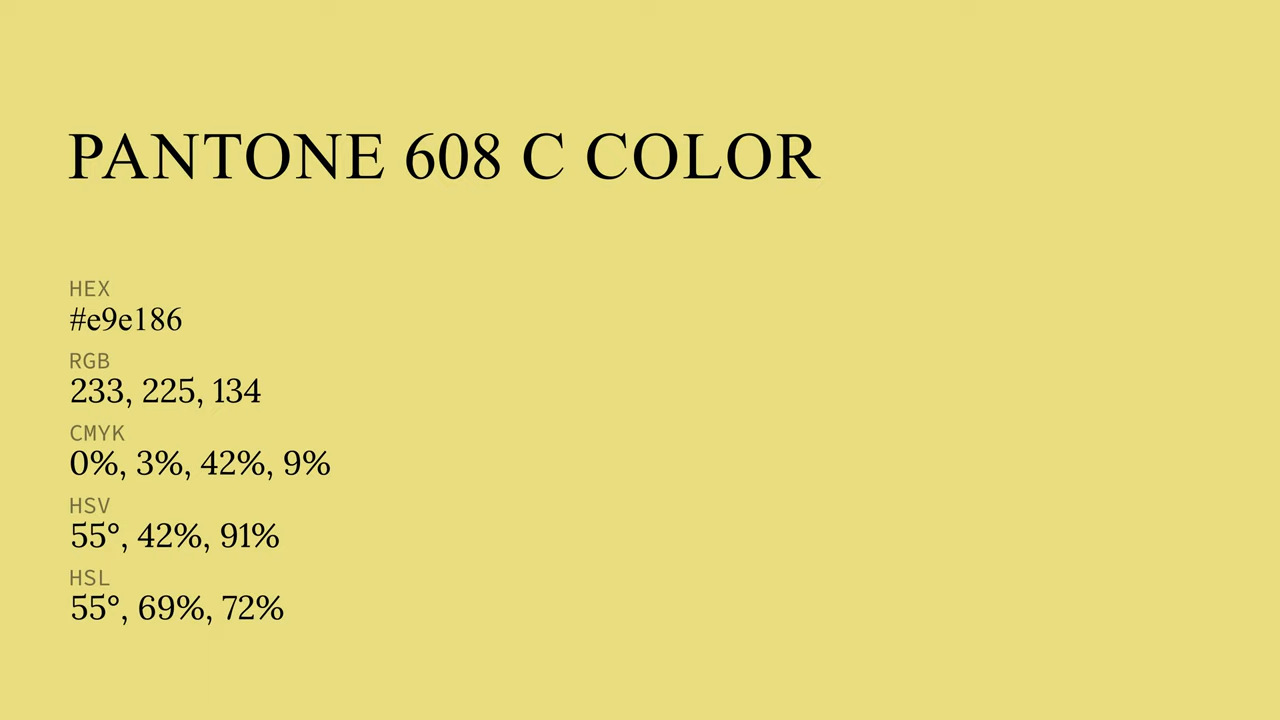 PANTONE 608 C COLOR
HEX
#e9e186
RGB
233, 225, 134
CMYK
0%, 3%, 42%, 9%
HSV
55°, 42%, 91%
HSL
55°, 69%, 72%